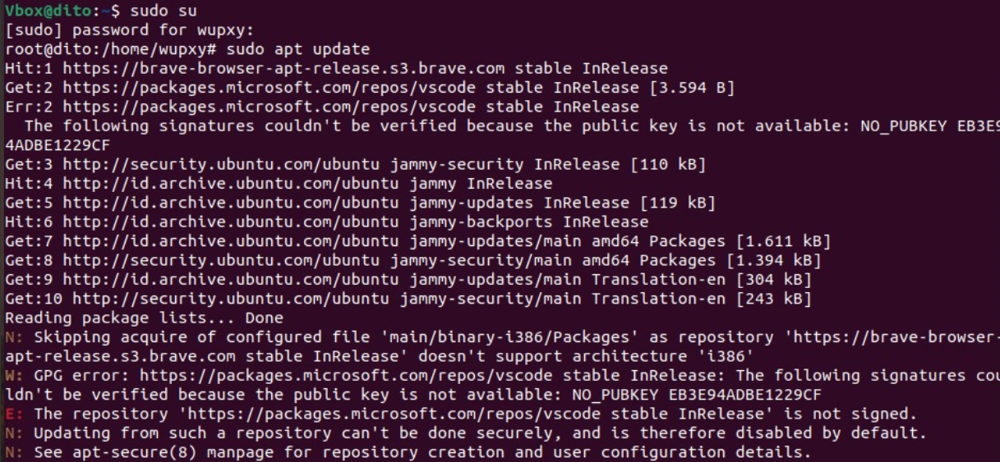 Vbox@dito:~$ sudo su
[sudo] password for wupxy:
root@dito:/home/wupxy# sudo apt update
Hit:1 https://brave-browser-apt-release.s3.brave.com stable InRelease
Get:2 https://packages.microsoft.com/repos/vscode stable InRelease [3.594 B]
Err:2 https://packages.microsoft.com/repos/vscode stable InRelease
  The following signatures couldn't be verified because the public key is not available: NO_PUBKEY EB3E9
4ADBE1229CF
Get:3 http://security.ubuntu.com/ubuntu jammy-security InRelease [110 kB]
Hit:4 http://id.archive.ubuntu.com/ubuntu jammy InRelease
Get:5 http://id.archive.ubuntu.com/ubuntu jammy-updates InRelease [119 kB]
Hit:6 http://id.archive.ubuntu.com/ubuntu jammy-backports InRelease
Get:7 http://id.archive.ubuntu.com/ubuntu jammy-updates/main amd64 Packages [1.611 kB]
Get:8 http://security.ubuntu.com/ubuntu jammy-security/main amd64 Packages [1.394 kB]
Get:9 http://id.archive.ubuntu.com/ubuntu jammy-updates/main Translation-en [304 kB]
Get:10 http://security.ubuntu.com/ubuntu jammy-security/main Translation-en [243 kB]
Reading package lists... Done
N: Skipping acquire of configured file 'main/binary-i386/Packages' as repository 'https://brave-browser-
apt-release.s3.brave.com stable InRelease' doesn't support architecture 'i386'
W: GPG error: https://packages.microsoft.com/repos/vscode stable InRelease: The following signatures cou
ldn't be verified because the public key is not available: NO_PUBKEY EB3E94ADBE1229CF
E: The repository 'https://packages.microsoft.com/repos/vscode stable InRelease' is not signed.
N: Updating from such a repository can't be done securely, and is therefore disabled by default.
N: See apt-secure(8) manpage for repository creation and user configuration details.